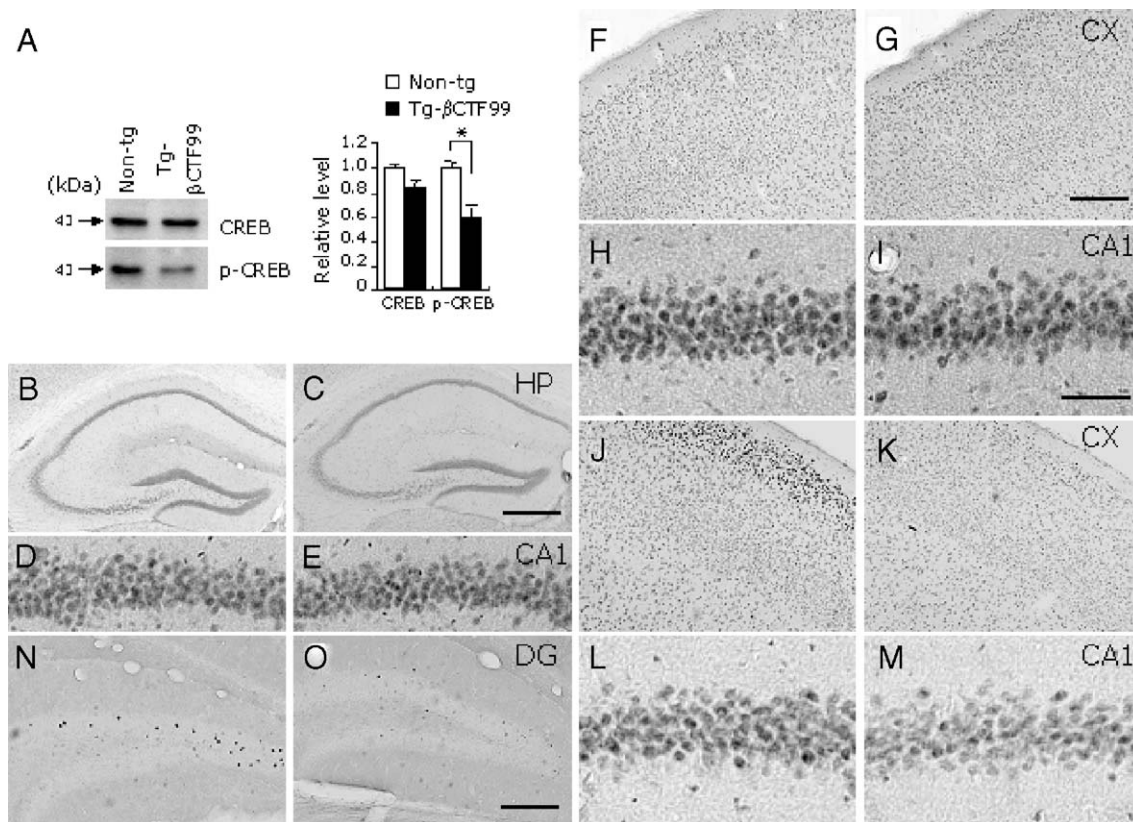 A
Non-tg
Tg-βCTF99
Non-tg
Tg-
βCTF99
(kDa)
CREB
p-CREB
*
Relative level
1.2
1.0
0.8
0.6
0.4
0.2
0
CREB p-CREB
F
G
CX
H
I
CA1
B
C
HP
J
K
CX
D
E
CA1
N
O
DG
L
M
CA1